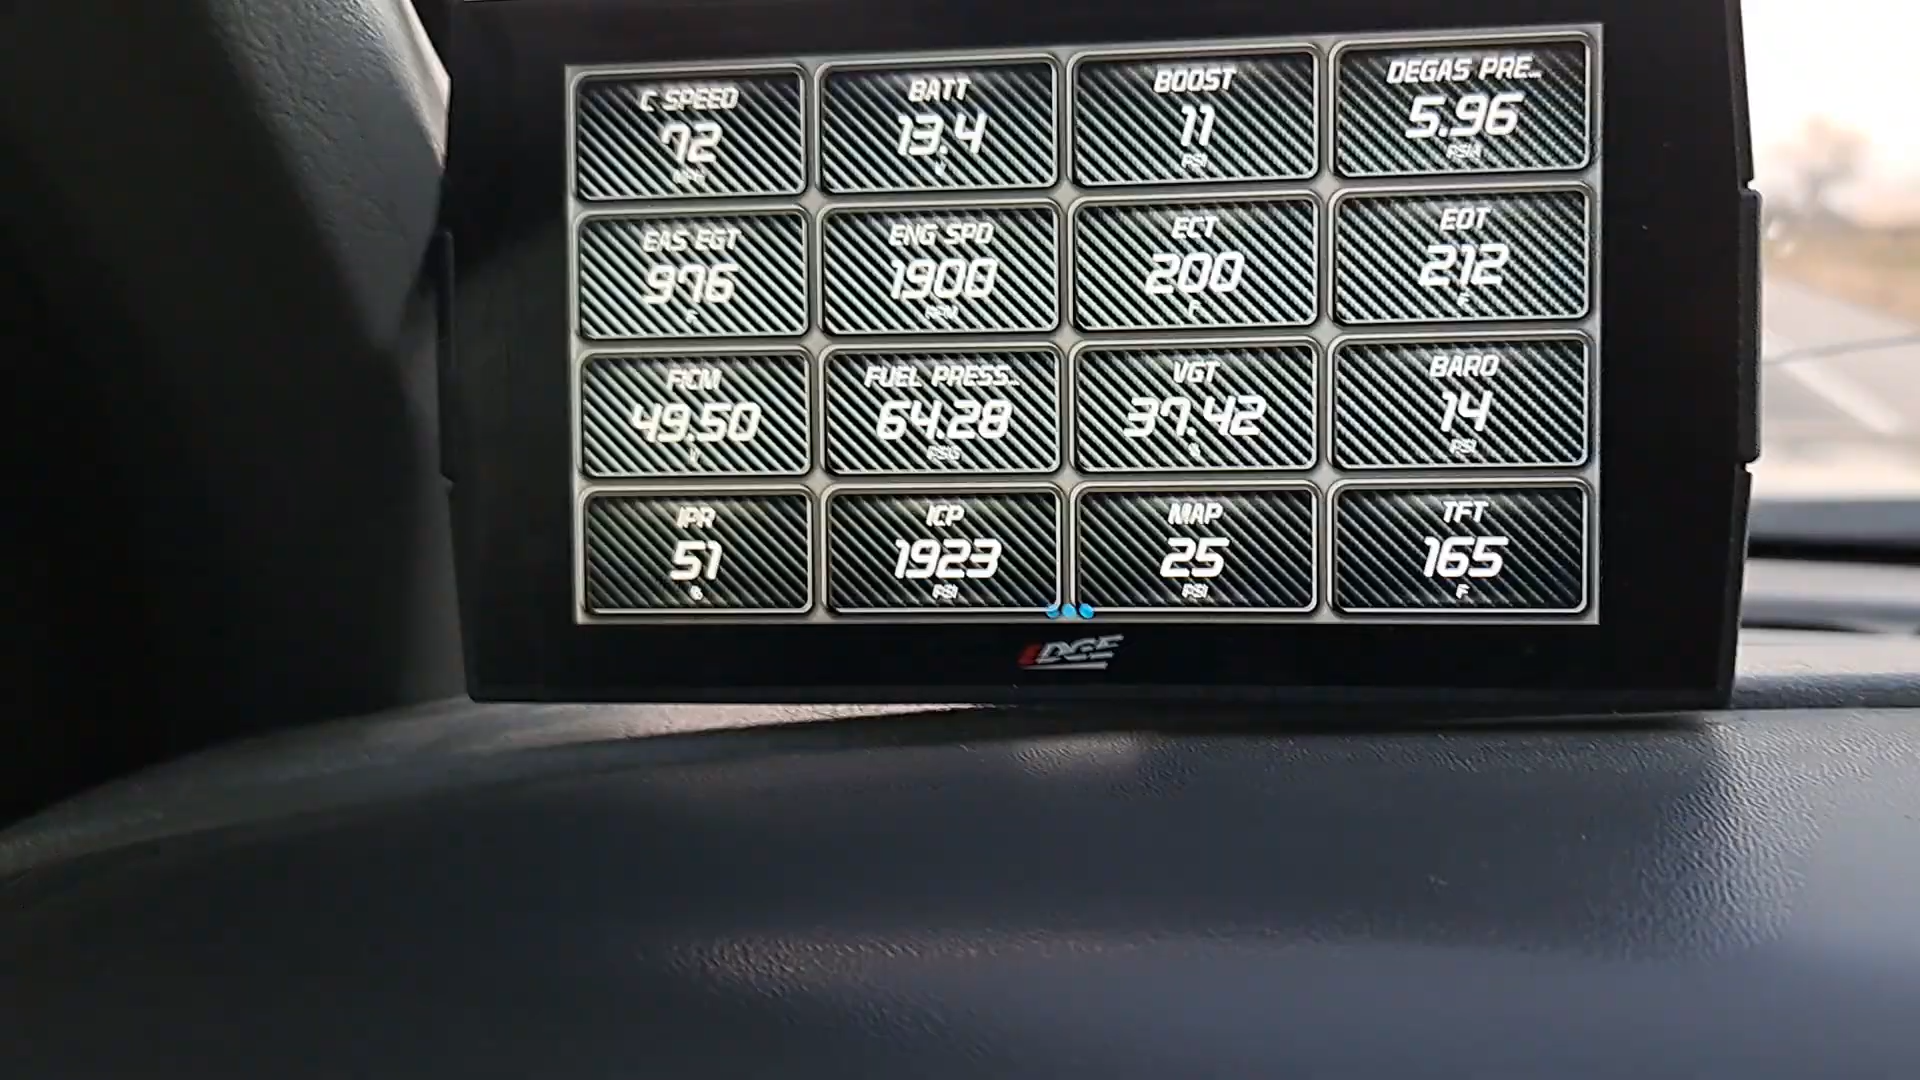 C SPEED
72
MPH
BATT
13.4
V
BOOST
11
PSI
DEGAS PRE...
5.96
PSIA
EAS EGT
976
F
ENG SPD
1900
RPM
ECT
200
F
EOT
212
F
FICM
49.50
V
FUEL PRESS...
64.28
PSIG
VGT
37.42
%
BARO
14
PSI
IPR
51
%
ICP
1923
PSI
MAP
25
PSI
TFT
165
F
EDGE